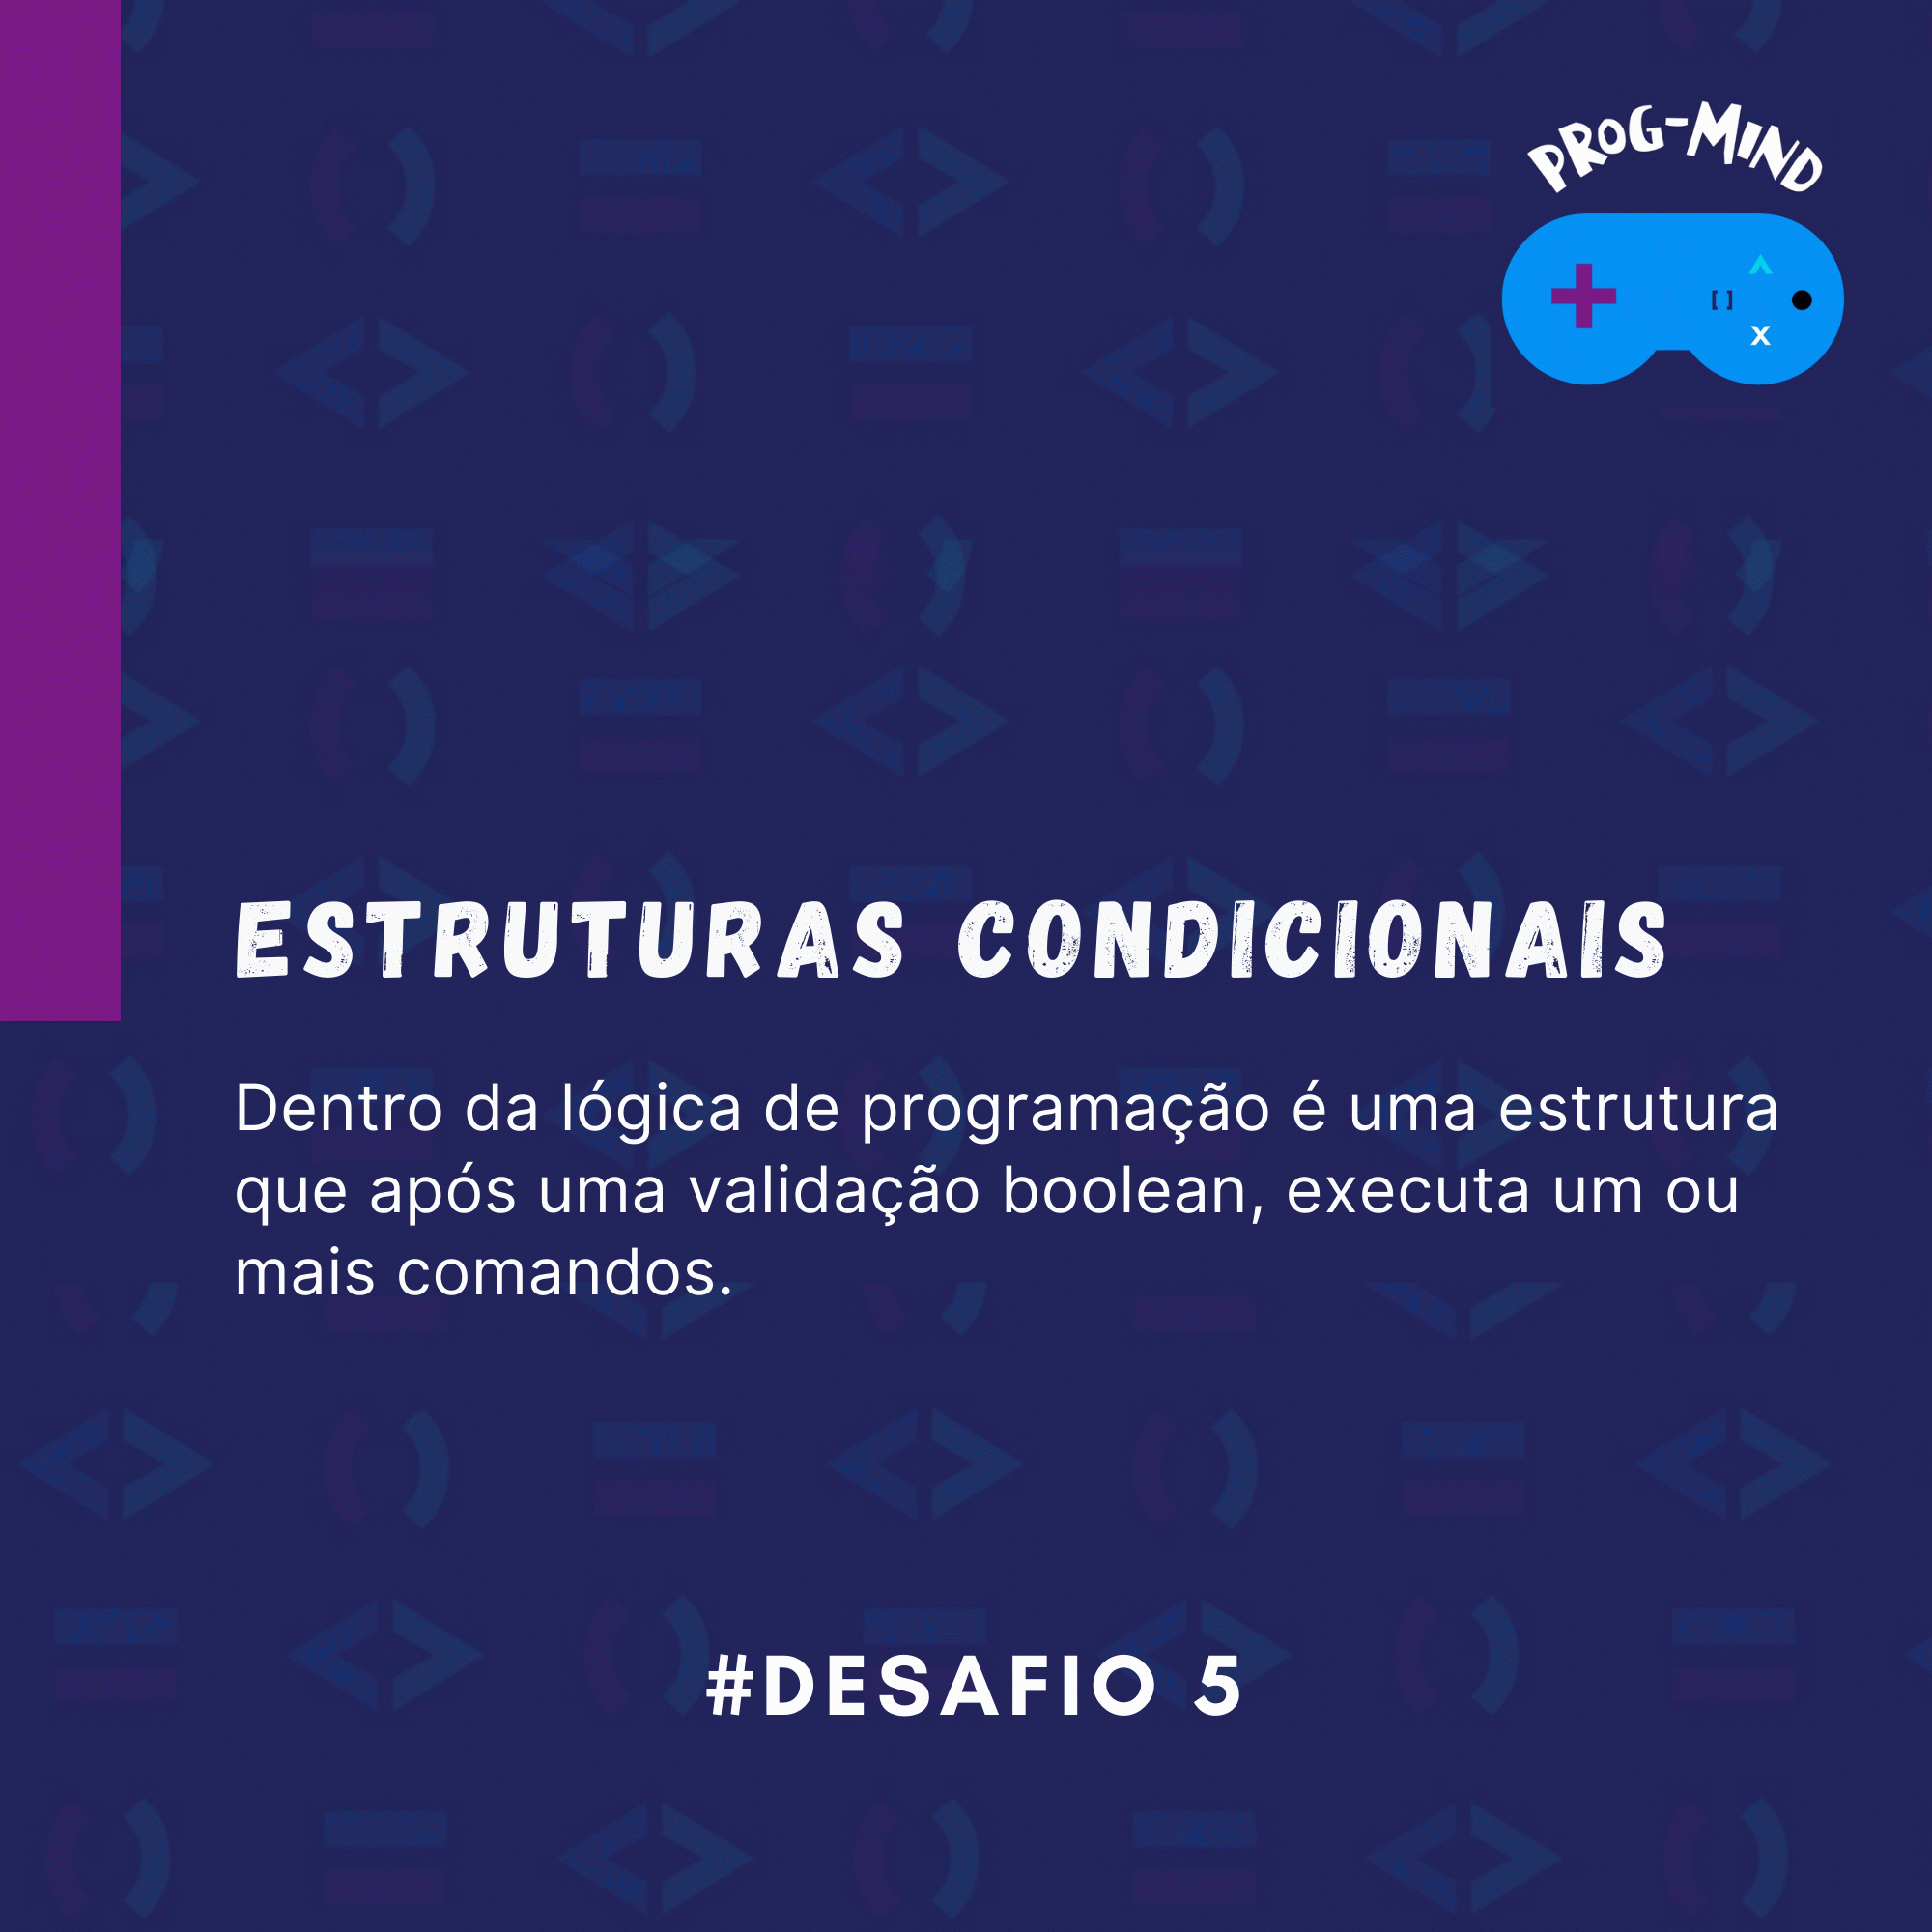 PROG-MIND
[ ]
X
ESTRUTURAS CONDICIONAIS
Dentro da lógica de programação é uma estrutura
que após uma validação boolean, executa um ou
mais comandos.
#DESAFIO 5